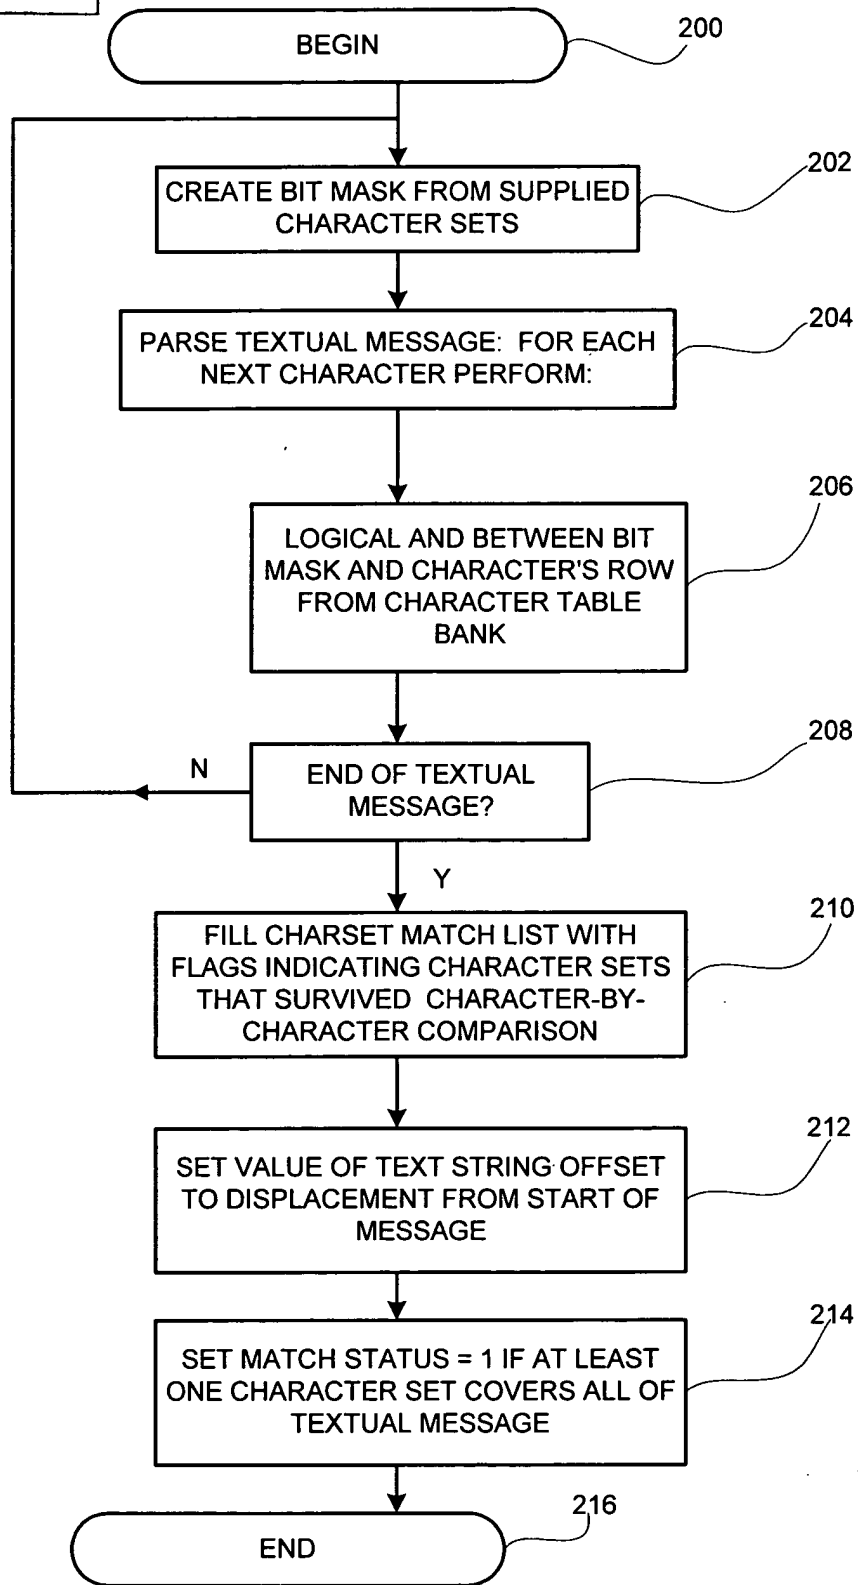 BEGIN
200
CREATE BIT MASK FROM SUPPLIED
CHARACTER SETS
202
PARSE TEXTUAL MESSAGE: FOR EACH
NEXT CHARACTER PERFORM:
204
LOGICAL AND BETWEEN BIT
MASK AND CHARACTER'S ROW
FROM CHARACTER TABLE
BANK
206
END OF TEXTUAL
MESSAGE?
208
N
Y
FILL CHARSET MATCH LIST WITH
FLAGS INDICATING CHARACTER SETS
THAT SURVIVED CHARACTER-BY-
CHARACTER COMPARISON
210
SET VALUE OF TEXT STRING OFFSET
TO DISPLACEMENT FROM START OF
MESSAGE
212
SET MATCH STATUS = 1 IF AT LEAST
ONE CHARACTER SET COVERS ALL OF
TEXTUAL MESSAGE
214
END
216